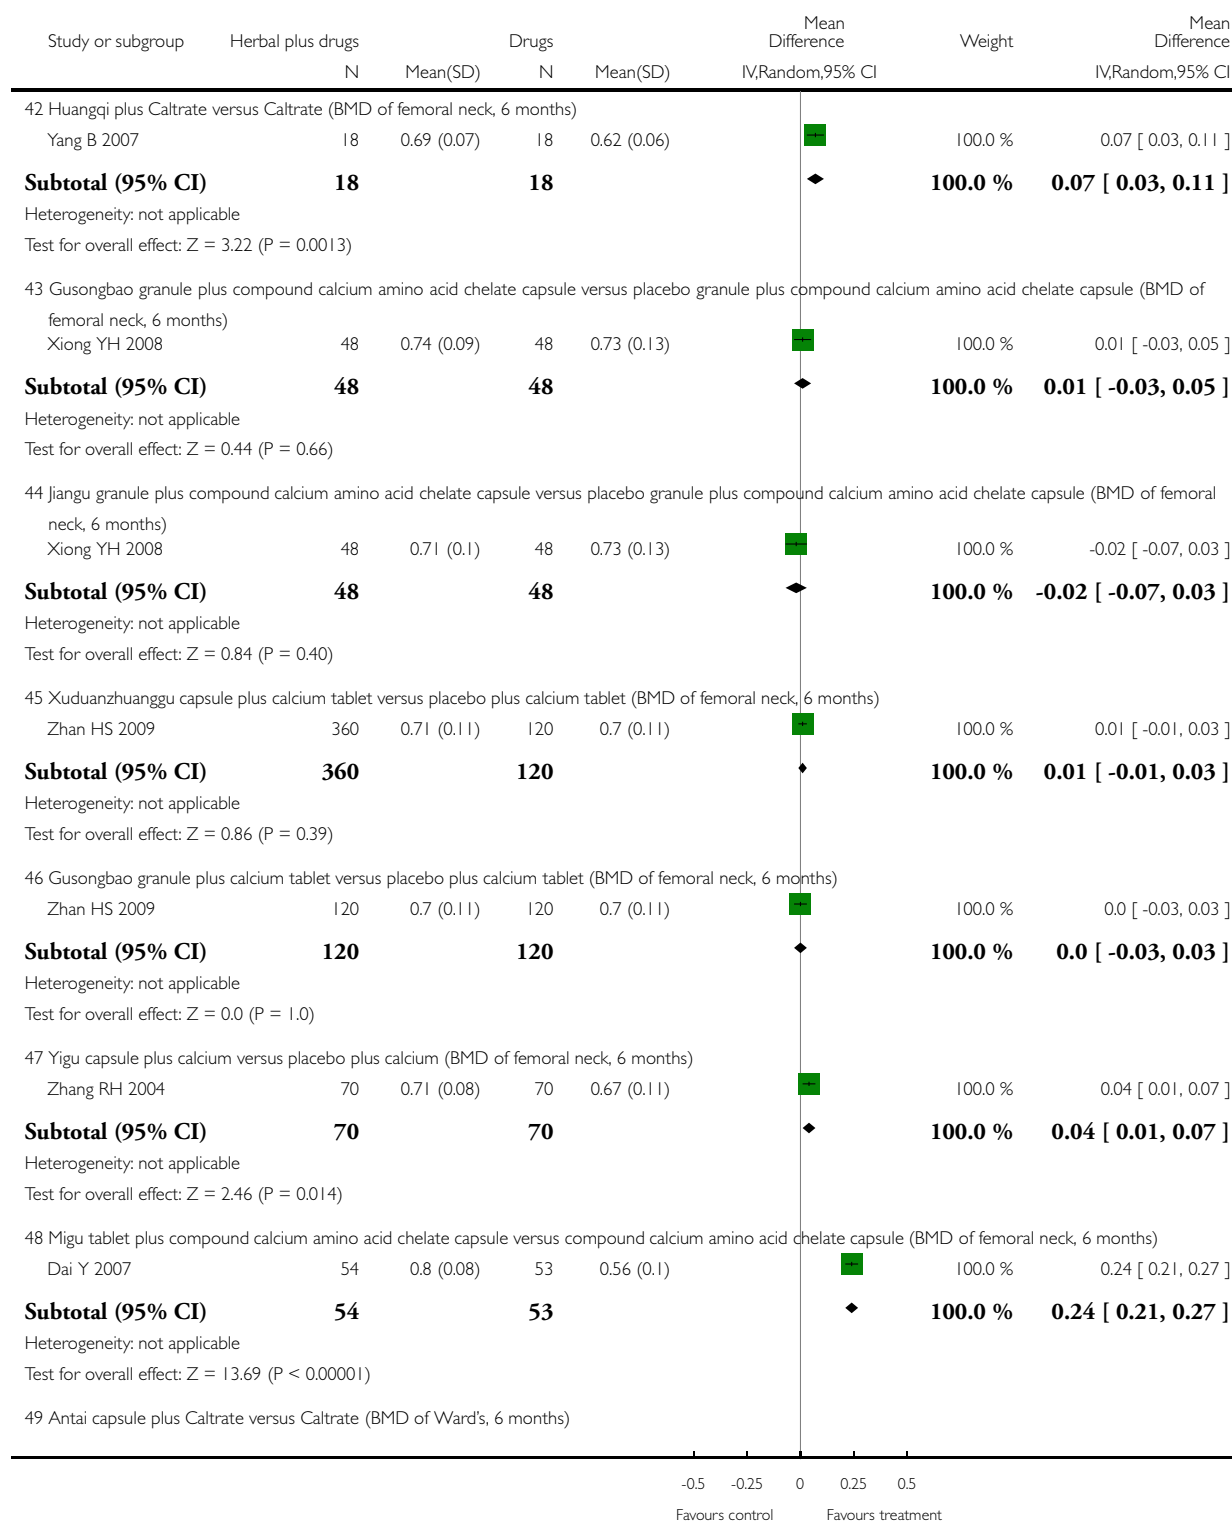 Study or subgroup Herbal plus drugs Drugs Mean Difference Weight Mean Difference
N Mean(SD) N Mean(SD) IV,Random,95% CI IV,Random,95% CI
42 Huangqi plus Caltrate versus Caltrate (BMD of femoral neck, 6 months)
Yang B 2007 18 0.69 (0.07) 18 0.62 (0.06) 100.0 % 0.07 [ 0.03, 0.11 ]
Subtotal (95% CI) 18 18 100.0 % 0.07 [ 0.03, 0.11 ]
Heterogeneity: not applicable
Test for overall effect: Z = 3.22 (P = 0.0013)
43 Gusongbao granule plus compound calcium amino acid chelate capsule versus placebo granule plus compound calcium amino acid chelate capsule (BMD of
femoral neck, 6 months)
Xiong YH 2008 48 0.74 (0.09) 48 0.73 (0.13) 100.0 % 0.01 [ -0.03, 0.05 ]
Subtotal (95% CI) 48 48 100.0 % 0.01 [ -0.03, 0.05 ]
Heterogeneity: not applicable
Test for overall effect: Z = 0.44 (P = 0.66)
44 Jiangu granule plus compound calcium amino acid chelate capsule versus placebo granule plus compound calcium amino acid chelate capsule (BMD of femoral
neck, 6 months)
Xiong YH 2008 48 0.71 (0.1) 48 0.73 (0.13) 100.0 % -0.02 [ -0.07, 0.03 ]
Subtotal (95% CI) 48 48 100.0 % -0.02 [ -0.07, 0.03 ]
Heterogeneity: not applicable
Test for overall effect: Z = 0.84 (P = 0.40)
45 Xuduanzhuanggu capsule plus calcium tablet versus placebo plus calcium tablet (BMD of femoral neck, 6 months)
Zhan HS 2009 360 0.71 (0.11) 120 0.7 (0.11) 100.0 % 0.01 [ -0.01, 0.03 ]
Subtotal (95% CI) 360 120 100.0 % 0.01 [ -0.01, 0.03 ]
Heterogeneity: not applicable
Test for overall effect: Z = 0.86 (P = 0.39)
46 Gusongbao granule plus calcium tablet versus placebo plus calcium tablet (BMD of femoral neck, 6 months)
Zhan HS 2009 120 0.7 (0.11) 120 0.7 (0.11) 100.0 % 0.0 [ -0.03, 0.03 ]
Subtotal (95% CI) 120 120 100.0 % 0.0 [ -0.03, 0.03 ]
Heterogeneity: not applicable
Test for overall effect: Z = 0.0 (P = 1.0)
47 Yigu capsule plus calcium versus placebo plus calcium (BMD of femoral neck, 6 months)
Zhang RH 2004 70 0.71 (0.08) 70 0.67 (0.11) 100.0 % 0.04 [ 0.01, 0.07 ]
Subtotal (95% CI) 70 70 100.0 % 0.04 [ 0.01, 0.07 ]
Heterogeneity: not applicable
Test for overall effect: Z = 2.46 (P = 0.014)
48 Migu tablet plus compound calcium amino acid chelate capsule versus compound calcium amino acid chelate capsule (BMD of femoral neck, 6 months)
Dai Y 2007 54 0.8 (0.08) 53 0.56 (0.1) 100.0 % 0.24 [ 0.21, 0.27 ]
Subtotal (95% CI) 54 53 100.0 % 0.24 [ 0.21, 0.27 ]
Heterogeneity: not applicable
Test for overall effect: Z = 13.69 (P < 0.00001)
49 Antai capsule plus Caltrate versus Caltrate (BMD of Ward's, 6 months)
-0.5 -0.25 0 0.25 0.5
Favours control Favours treatment